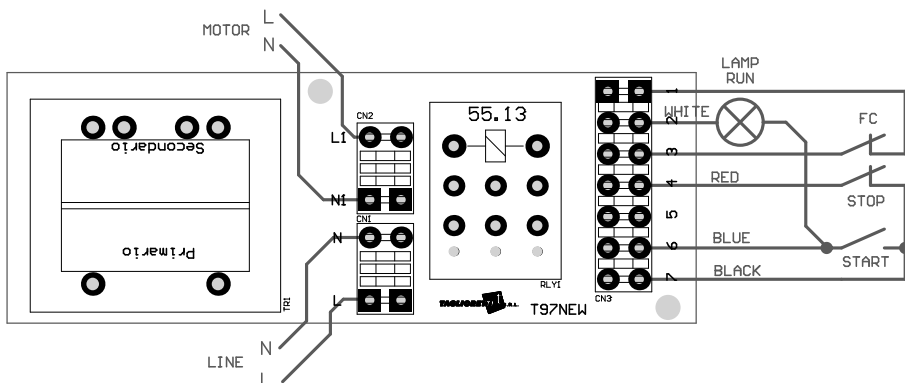 MOTOR
L
N
LAMP
RUN
WHITE
FC
RED
STOP
BLUE
START
BLACK
1
2
3
4
5
6
7
CN3
CN2
L1
N1
CN1
N
L
55.13
RLY1
T97NEW
Secondario
Primario
TR1
LINE
N
L